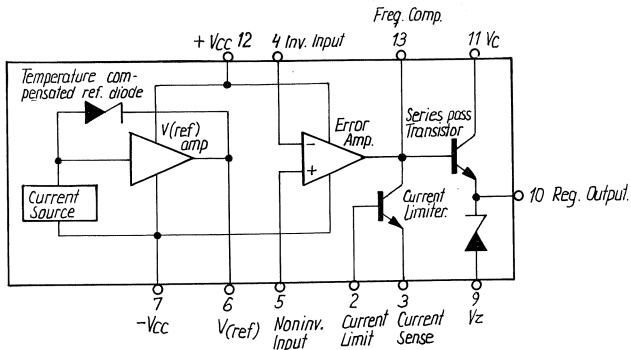 Freq. Comp.
+ VCC 12
4 Inv. Input
13
11 VC
Temperature com-
pensated ref. diode
V(ref)
amp
Error
Amp.
Series pass
Transistor
-
+
Current
Source
Current
Limiter.
10 Reg. Output.
7
6
5
2
3
9
-VCC
V(ref)
Noninv.
Input
Current
Limit
Current
Sense
VZ